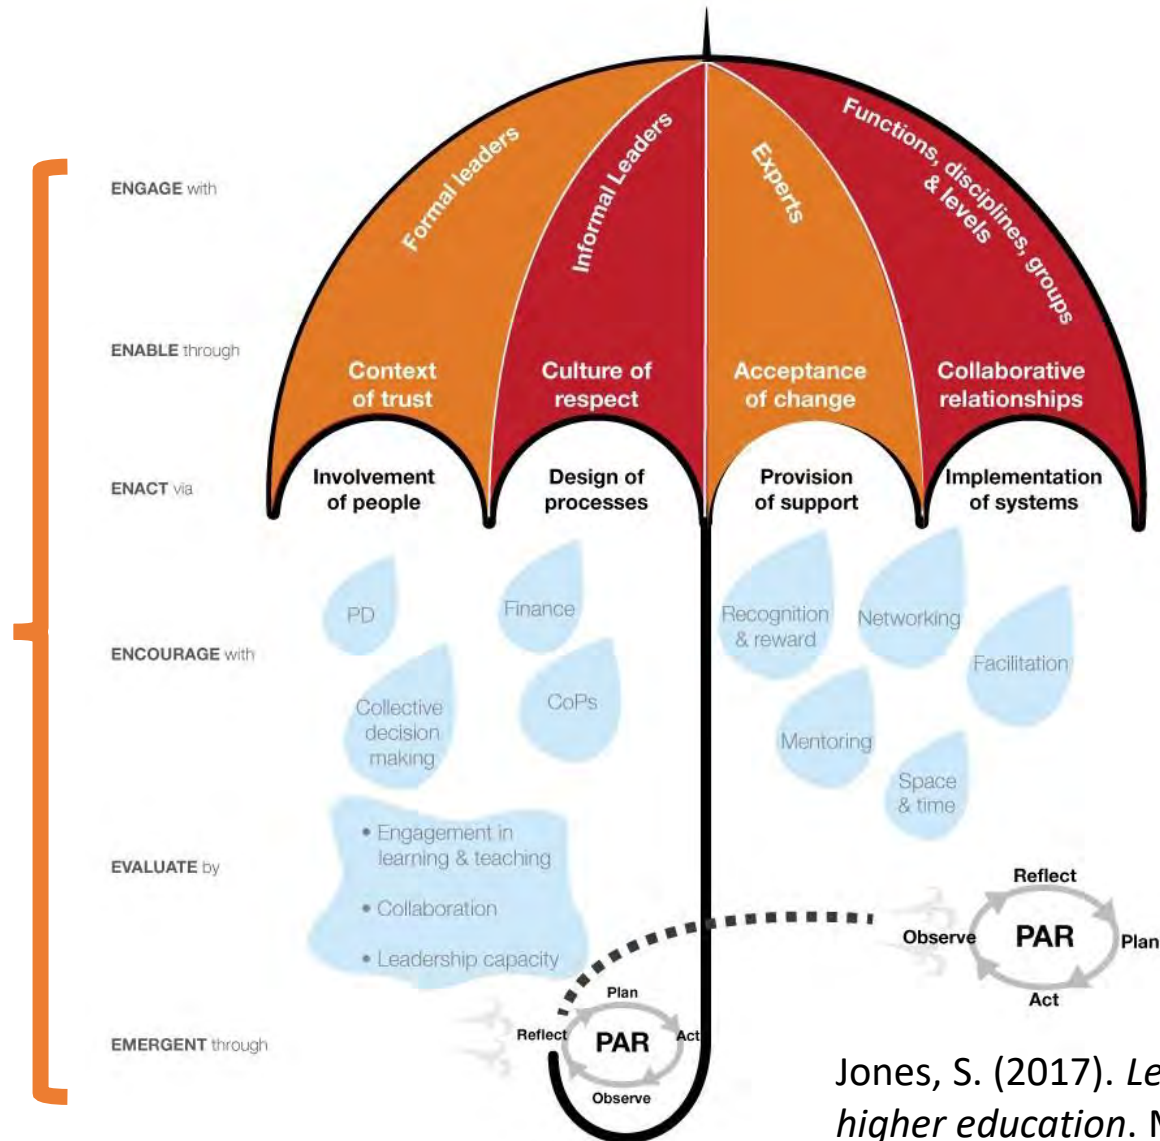 ENGAGE with
Formal leaders
Informal Leaders
Experts
Functions, disciplines, groups
& levels
ENABLE through
Context
of trust
Culture of
respect
Acceptance
of change
Collaborative
relationships
ENACT via
Involvement
of people
Design of
processes
Provision
of support
Implementation
of systems
ENCOURAGE with
PD
Finance
Recognition
& reward
Networking
Facilitation
Collective
decision
making
CoPs
Mentoring
Space
& time
EVALUATE by
• Engagement in
learning & teaching
• Collaboration
• Leadership capacity
Reflect
Observe
PAR
Plan
Act
EMERGENT through
Plan
Reflect
PAR
Act
Observe
Jones, S. (2017). Le
higher education. N